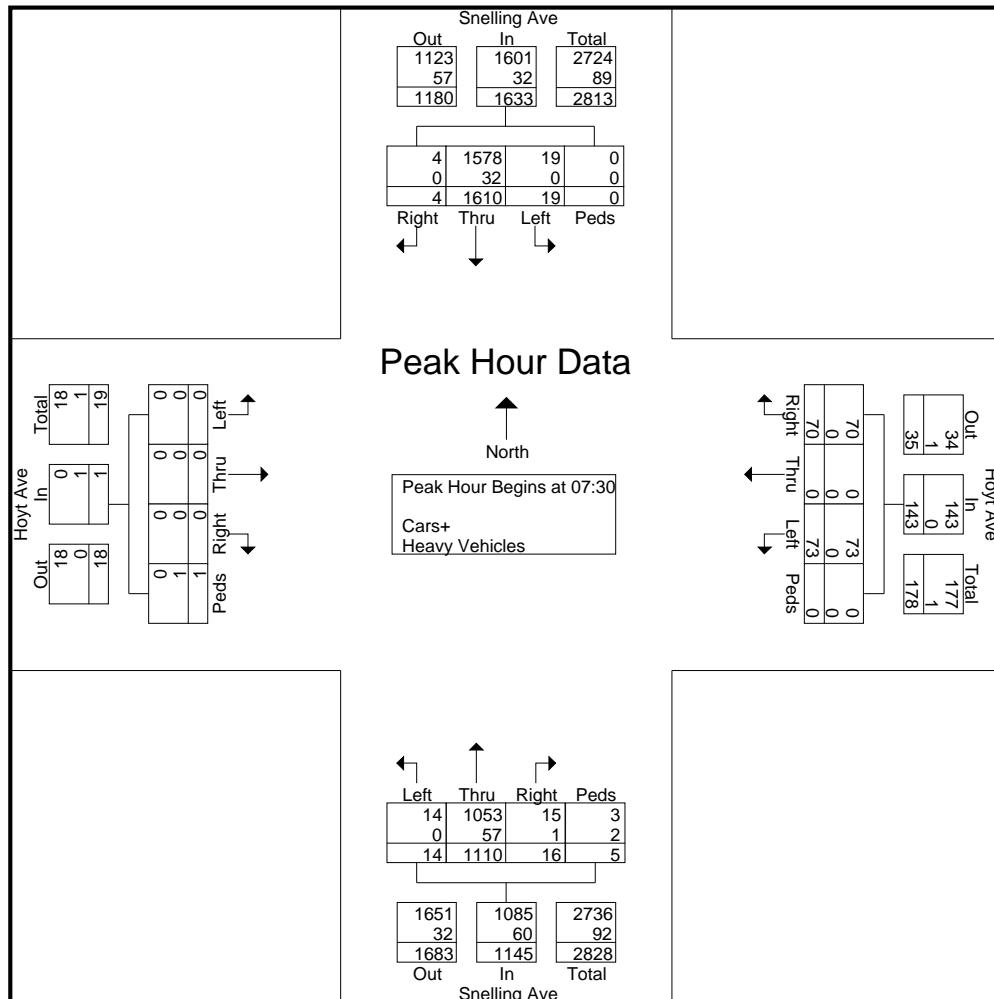 Snelling Ave
Out In Total
1123 1601 2724
57 32 89
1180 1633 2813
4 1578 19 0
0 32 0 0
4 1610 19 0
Right Thru Left Peds
Peak Hour Data
North
Peak Hour Begins at 07:30
Cars+
Heavy Vehicles
Hoyt Ave
Out In Total
18 0 18
0 1 1
18 1 19
Left Thru Right Peds
0 0 0 0
0 0 0 1
0 0 0 1
Hoyt Ave
Out In Total
34 143 177
1 0 1
35 143 178
Right Thru Left Peds
70 0 73 0
0 0 0 0
70 0 73 0
Left Thru Right Peds
14 1053 15 3
0 57 1 2
14 1110 16 5
1651 1085 2736
32 60 92
1683 1145 2828
Out In Total
Snelling Ave